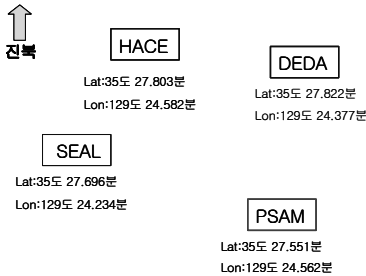 진북
HACE
Lat:35도 27.803분
Lon:129도 24.582분
DEDA
Lat:35도 27.822분
Lon:129도 24.377분
SEAL
Lat:35도 27.696분
Lon:129도 24.234분
PSAM
Lat:35도 27.551분
Lon:129도 24.562분